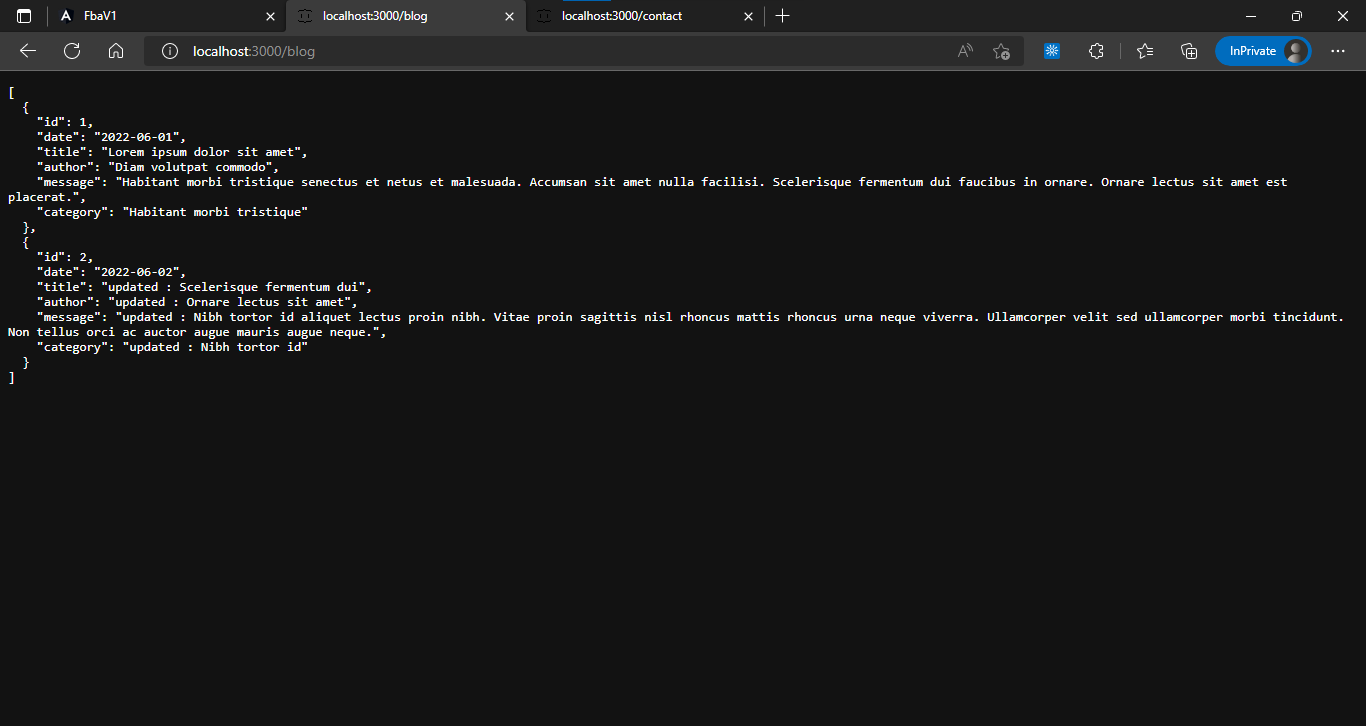 FbaV1
localhost:3000/blog
localhost:3000/contact
localhost:3000/blog
InPrivate
[
{
"id": 1,
"date": "2022-06-01",
"title": "Lorem ipsum dolor sit amet",
"author": "Diam volutpat commodo",
"message": "Habitant morbi tristique senectus et netus et malesuada. Accumsan sit amet nulla facilisi. Scelerisque fermentum dui faucibus in ornare. Ornare lectus sit amet est
placerat.",
"category": "Habitant morbi tristique"
},
{
"id": 2,
"date": "2022-06-02",
"title": "updated : Scelerisque fermentum dui",
"author": "updated : Ornare lectus sit amet",
"message": "updated : Nibh tortor id aliquet lectus proin nibh. Vitae proin sagittis nisl rhoncus mattis rhoncus urna neque viverra. Ullamcorper velit sed ullamcorper morbi tincidunt.
Non tellus orci ac auctor augue mauris augue neque.",
"category": "updated : Nibh tortor id"
}
]